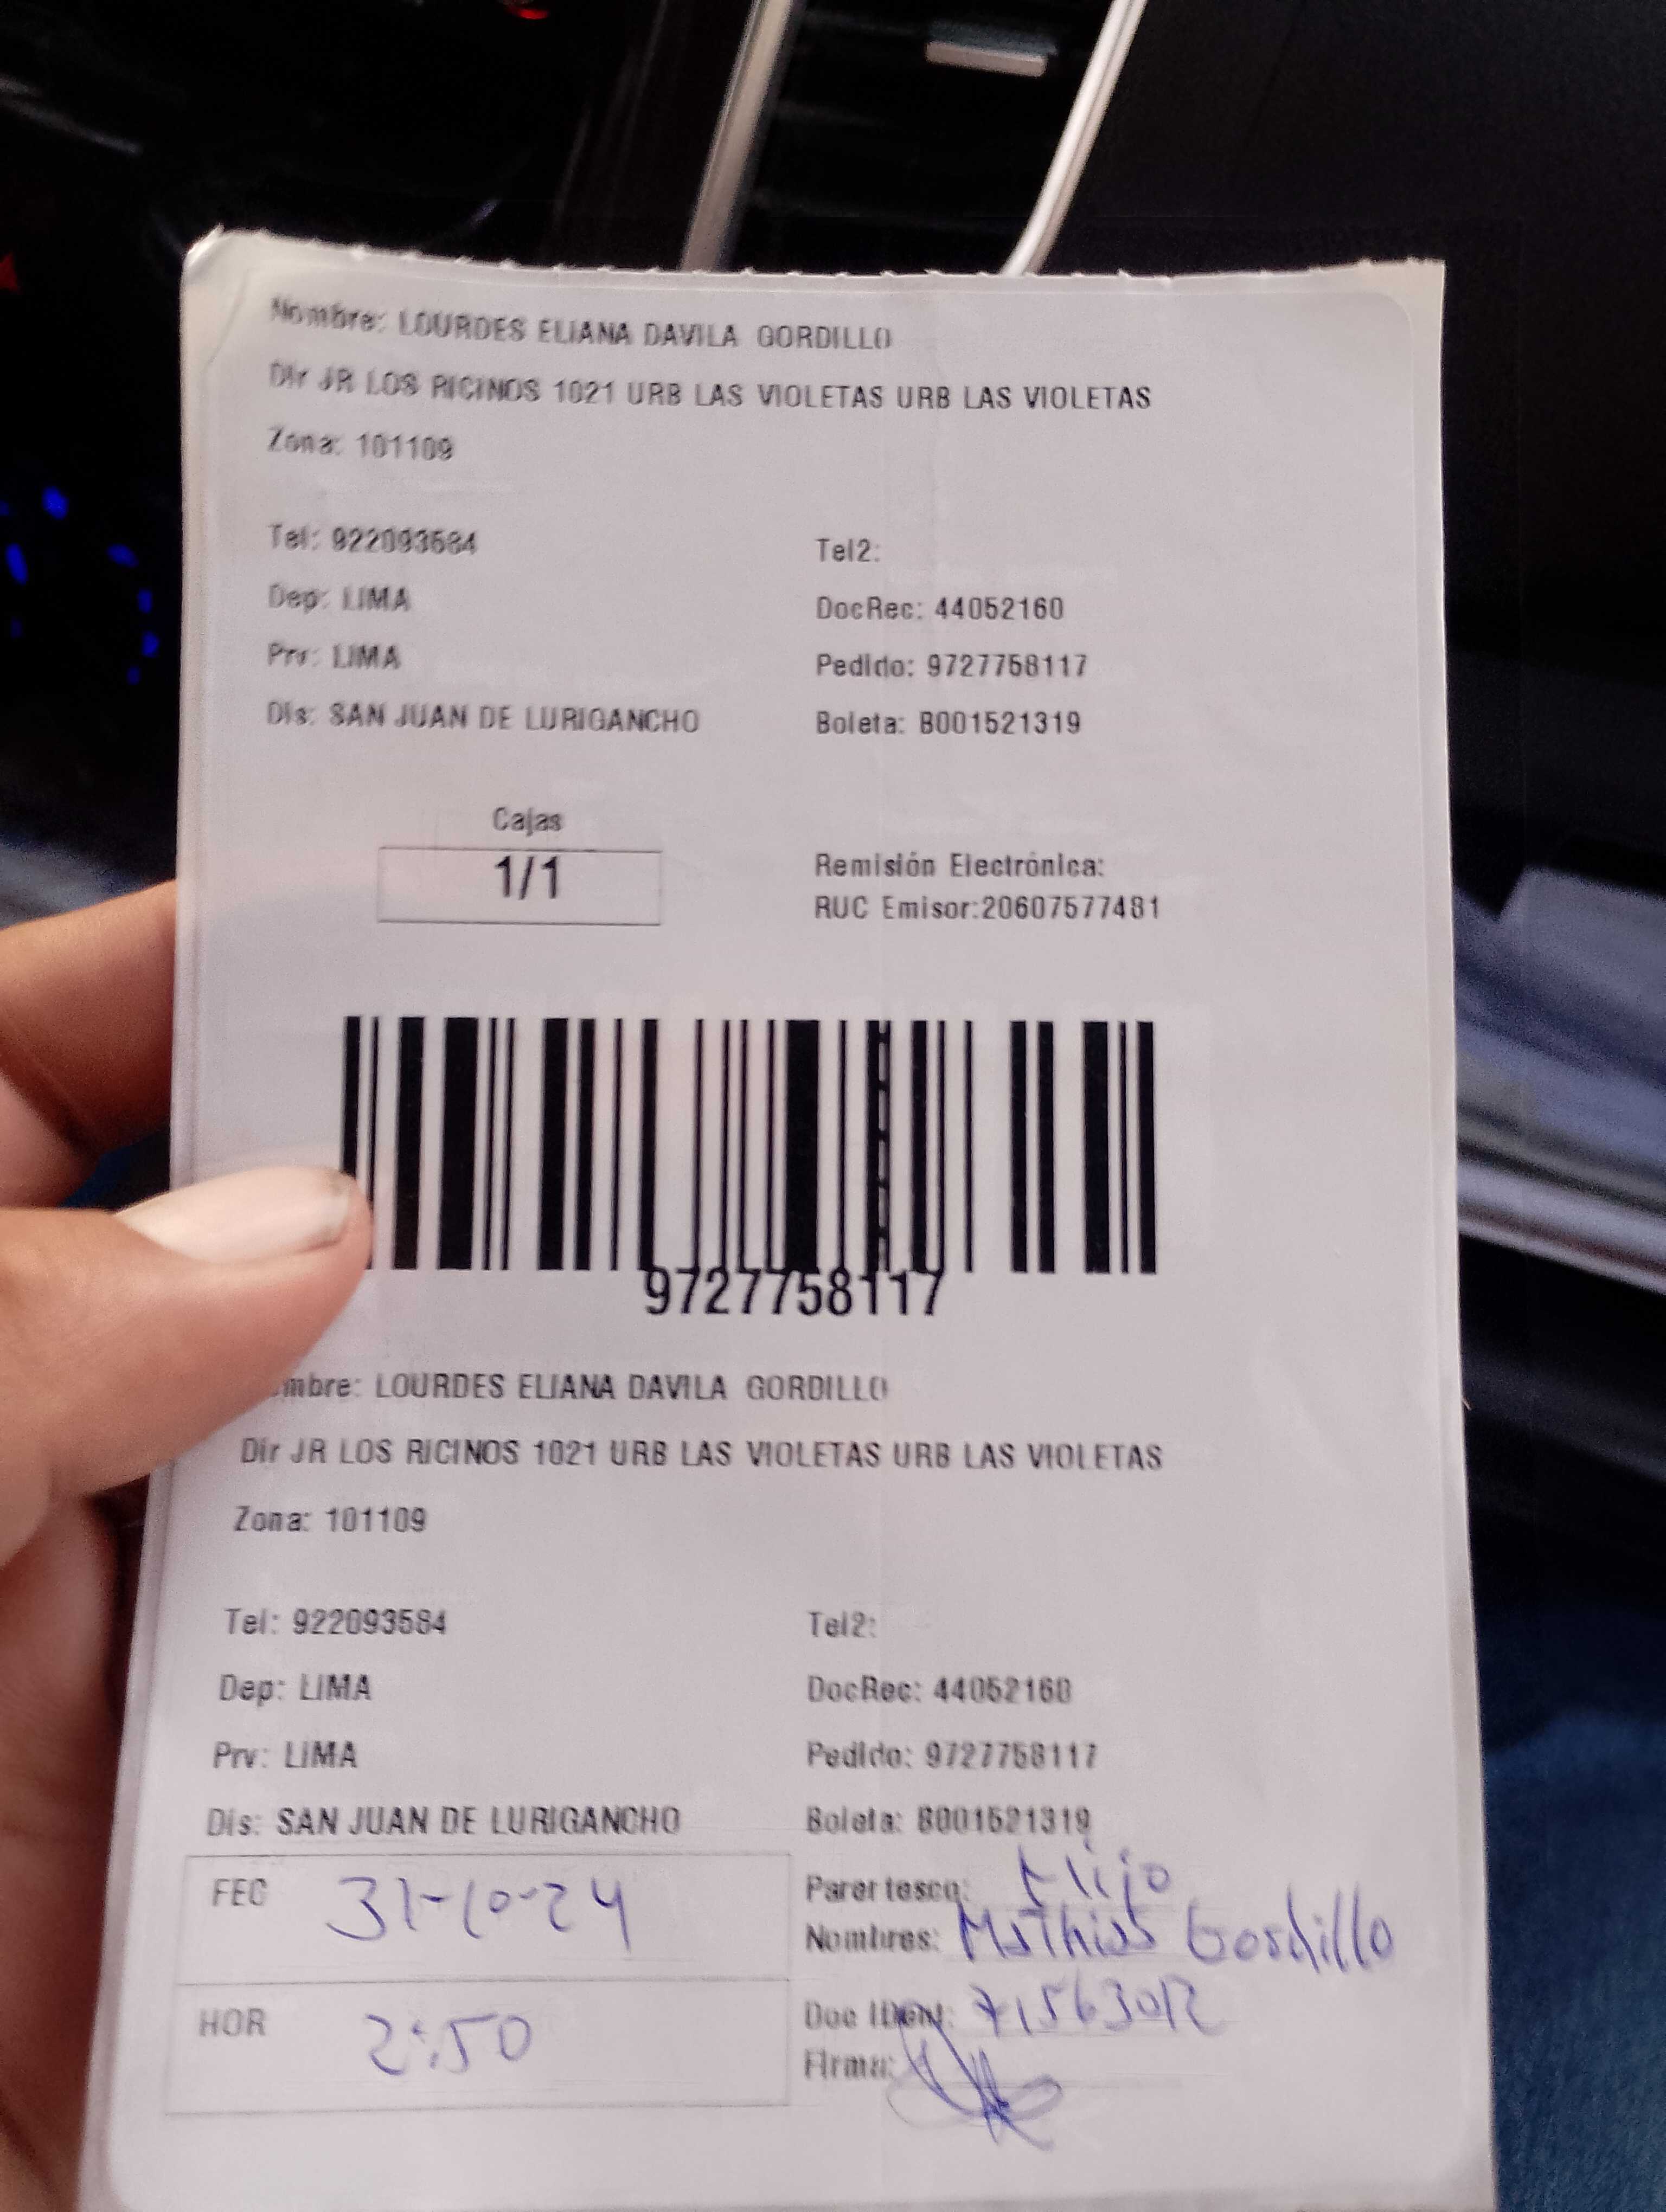 Nombre: LOURDES ELIANA DAVILA GORDILLO
Dir JR LOS RICINOS 1021 URB LAS VIOLETAS URB LAS VIOLETAS
Zona: 101109
Tel: 922093584 Tel2:
Dep: LIMA DocRec: 44052160
Prv: LIMA Pedido: 9727758117
Dis: SAN JUAN DE LURIGANCHO Boleta: B001521319
Cajas
1/1
Remisión Electrónica:
RUC Emisor:20607577481
9727758117
mbre: LOURDES ELIANA DAVILA GORDILLO
Dir JR LOS RICINOS 1021 URB LAS VIOLETAS URB LAS VIOLETAS
Zona: 101109
Tel: 922093584 Tel2:
Dep: LIMA DocRec: 44052160
Prv: LIMA Pedido: 9727758117
Dis: SAN JUAN DE LURIGANCHO Boleta: B001521319
FEC 31-10-24
Parentesco: Hijo
Nombres: Mathias Gordillo
HOR 2:50
Doc IDent: 71563012
Firma: